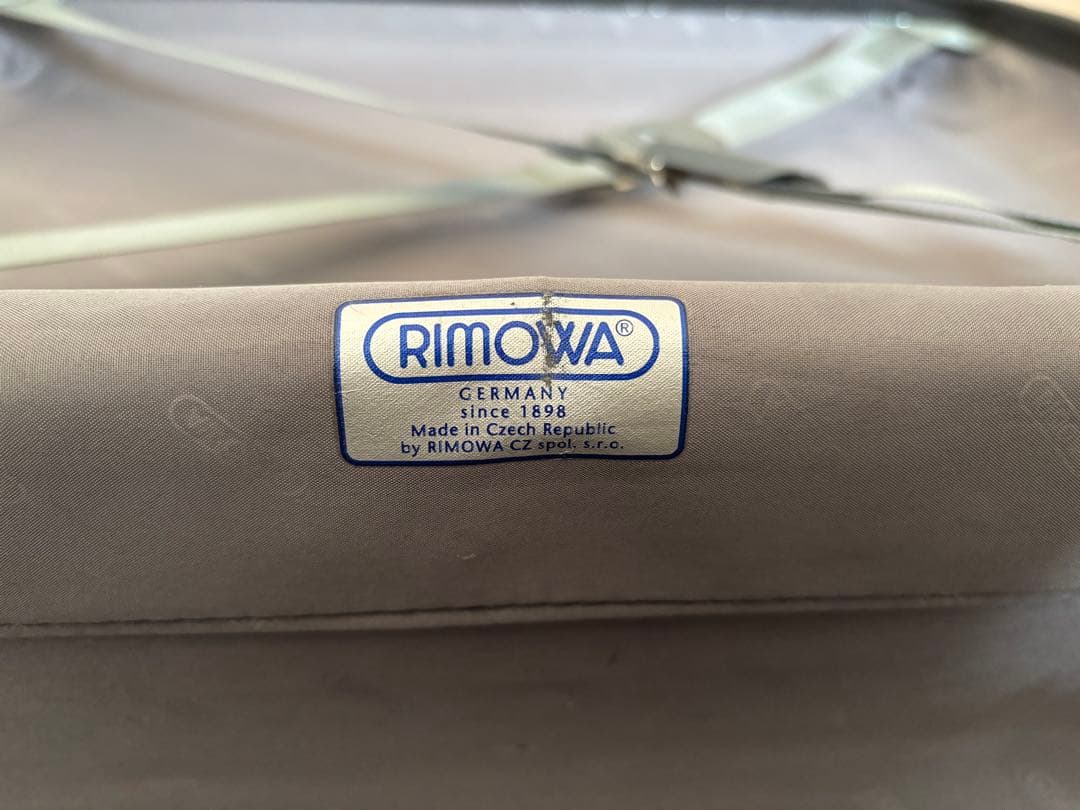 RIMOWA®
GERMANY
since 1898
Made in Czech Republic
by RIMOWA CZ spol. s.r.o.